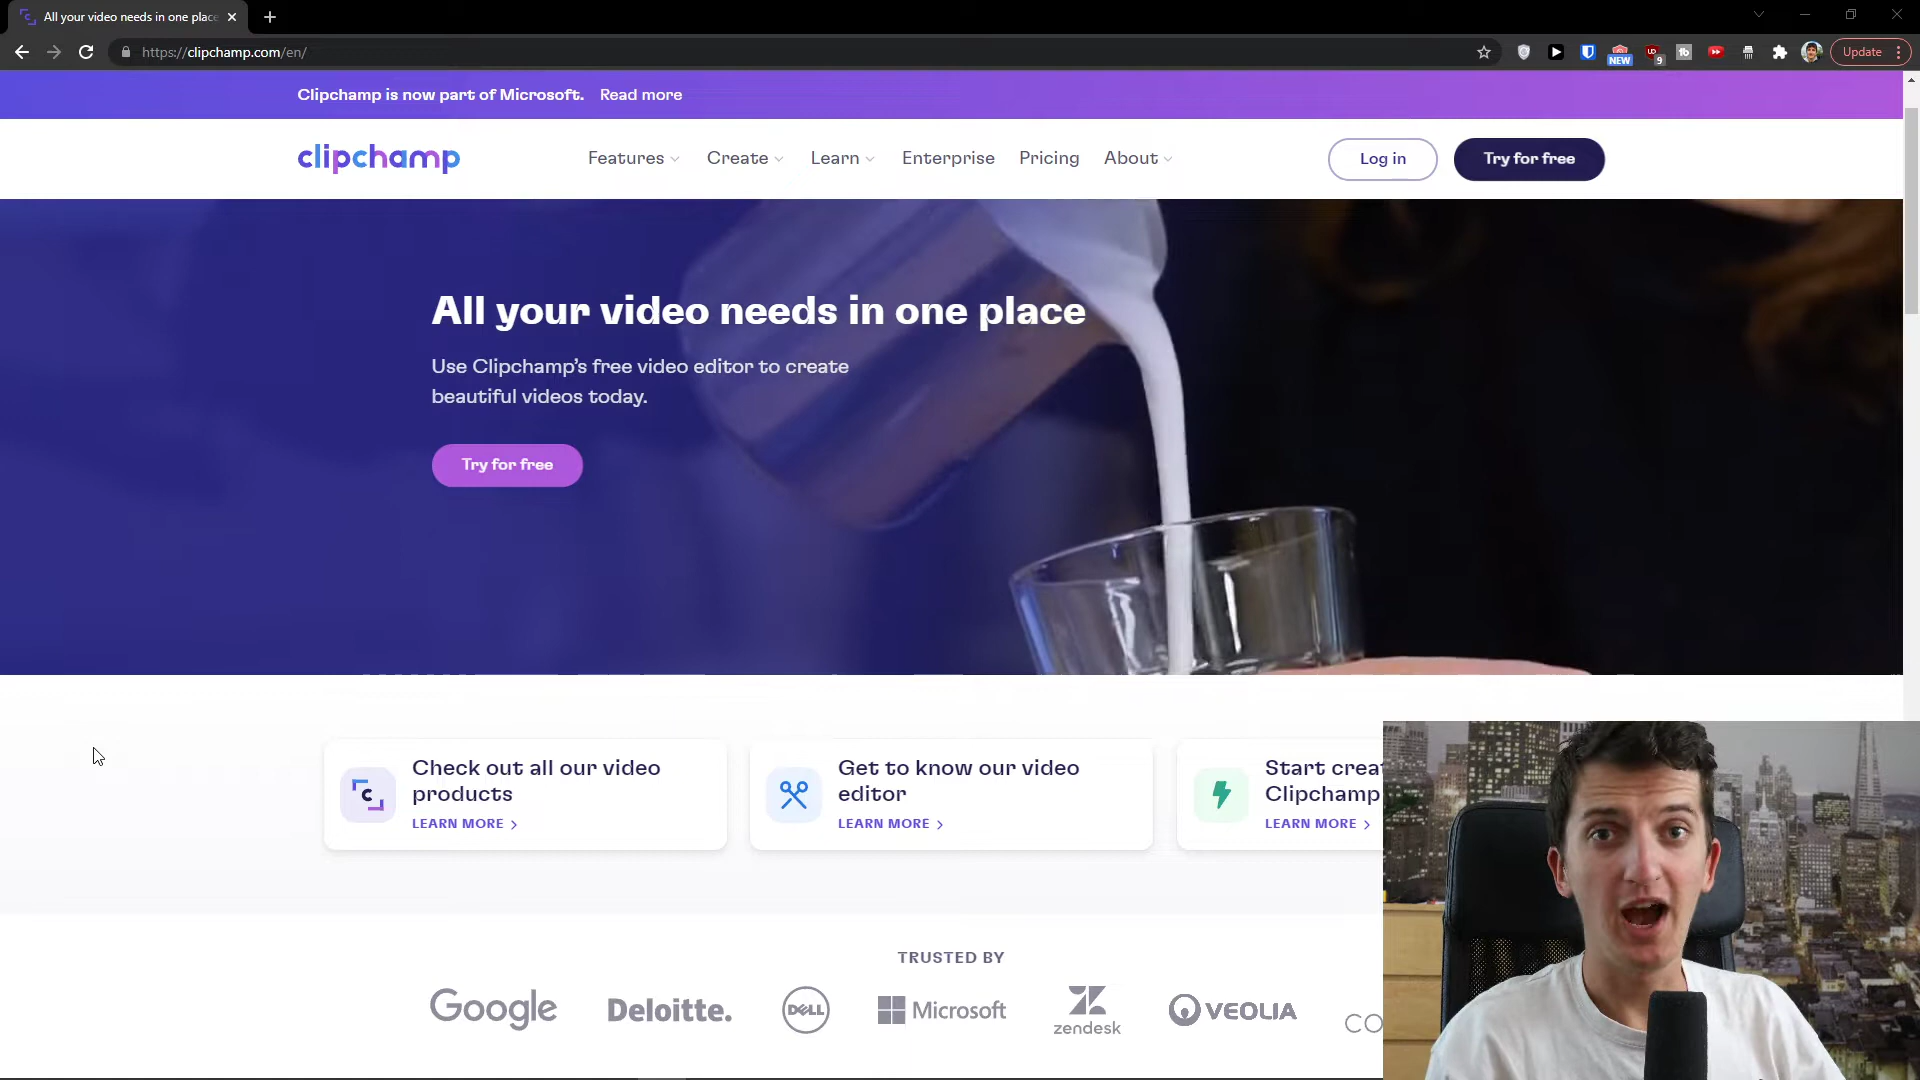 All your video needs in one place
https://clipchamp.com/en/
NEW
9
Update
Clipchamp is now part of Microsoft. Read more
clipchamp
Features
Create
Learn
Enterprise
Pricing
About
Log in
Try for free
All your video needs in one place
Use Clipchamp's free video editor to create
beautiful videos today.
Try for free
Check out all our video
products
LEARN MORE
Get to know our video
editor
LEARN MORE
Start crea
Clipchamp
LEARN MORE
TRUSTED BY
Google
Deloitte.
DELL
Microsoft
zendesk
VEOLIA
CO